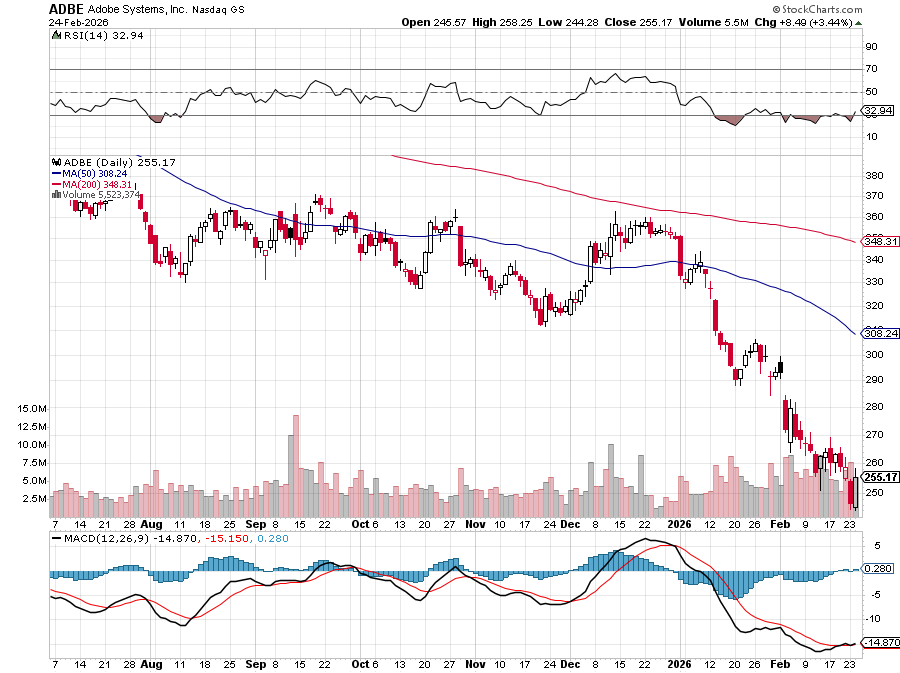 ADBE Adobe Systems, Inc. Nasdaq GS © StockCharts.com
24-Feb-2026 Open 245.57 High 258.25 Low 244.28 Close 255.17 Volume 5.5M Chg +8.49 (+3.44%)
RSI(14) 32.94
90
70
50
32.94
10
ADBE (Daily) 255.17
MA(50) 308.24
MA(200) 348.31
Volume 5,523,374
380
370
360
348.31
340
330
320
308.24
300
290
280
15.0M
12.5M
270
10.0M
7.5M
260
255.17
5.0M
250
2.5M
7 14 21 28 Aug 11 18 25 Sep 8 15 22 Oct 6 13 20 27 Nov 10 17 24 Dec 8 15 22 2026 12 20 26 Feb 9 17 23
MACD(12,26,9) -14.870, -15.150, 0.280
5
0.280
-5
-10
-14.870
7 14 21 28 Aug 11 18 25 Sep 8 15 22 Oct 6 13 20 27 Nov 10 17 24 Dec 8 15 22 2026 12 20 26 Feb 9 17 23